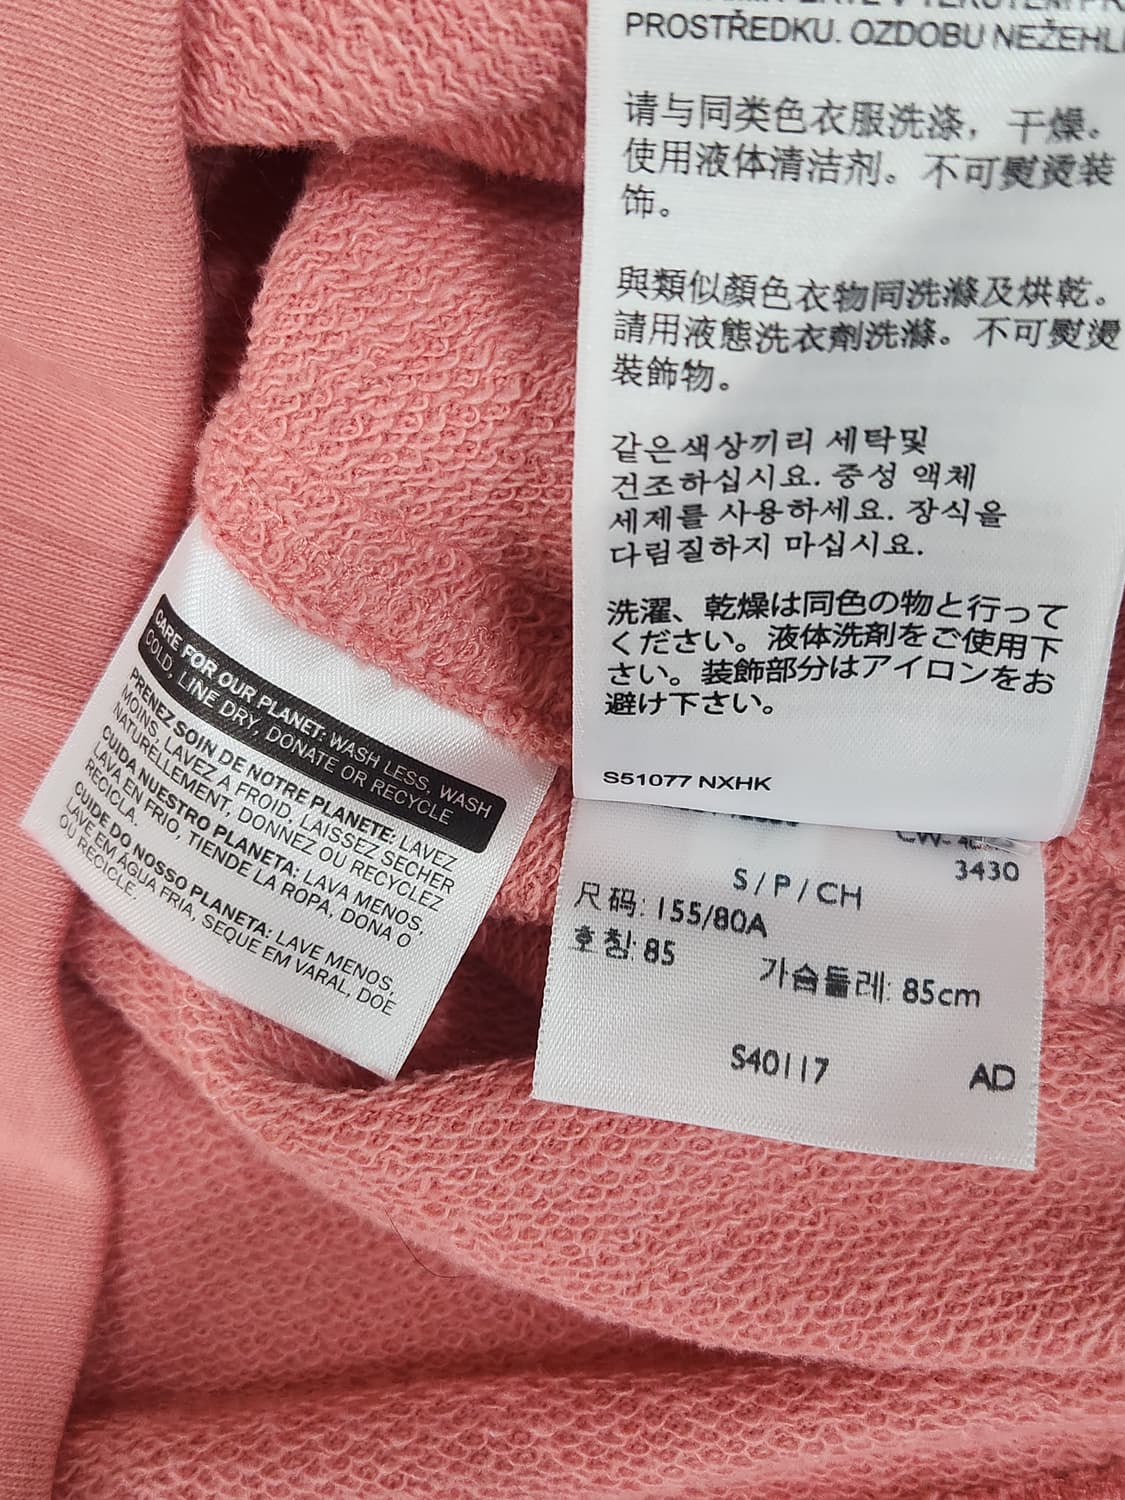 PROSTŘEDKU. OZDOBU NEŽEHL
请与同类色衣服洗涤，干燥。
使用液体清洁剂。不可熨烫装
饰。
與類似顏色衣物同洗滌及烘乾。
請用液態洗衣劑洗滌。不可熨燙
裝飾物。
같은색상끼리 세탁및
건조하십시요. 중성 액체
세제를 사용하세요. 장식을
다림질하지 마십시요.
洗濯、乾燥は同色の物と行って
ください。液体洗剤をご使用下
さい。装飾部分はアイロンをお
避け下さい。
S51077 NXHK
3430
S/P/CH
尺码: 155/80A
호칭: 85
가슴둘레: 85cm
S40117 AD
CARE FOR OUR PLANET: WASH LESS, WASH
COLD, LINE DRY, DONATE OR RECYCLE
PRENEZ SOIN DE NOTRE PLANETE: LAVEZ
MOINS, LAVEZ A FROID, LAISSEZ SECHER
NATURELLEMENT, DONNEZ OU RECYCLEZ
CUIDA NUESTRO PLANETA: LAVA MENOS,
LAVA EN FRIO, TIENDE LA ROPA, DONA O
RECICLA.
CUIDE DO NOSSO PLANETA: LAVE MENOS,
LAVE EM ÁGUA FRIA, SEQUE EM VARAL, DOE
OU RECICLE.